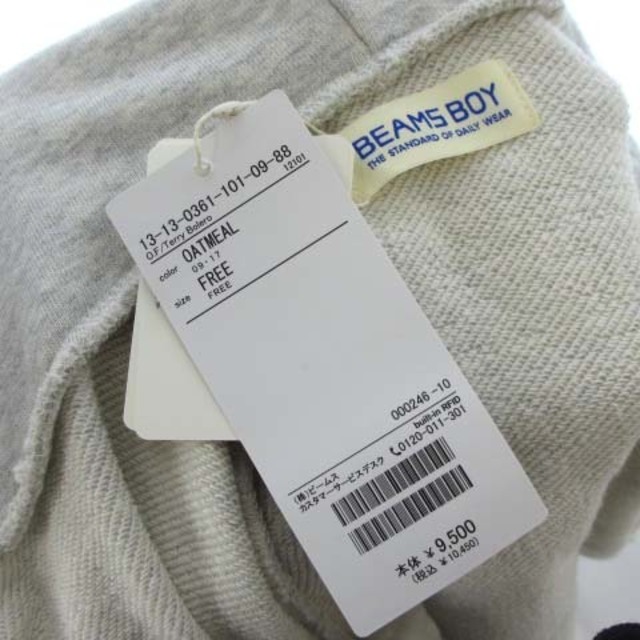 BEAMS BOY
THE STANDARD OF DAILY WEAR
13-13-0361-101-09-88
12101
O.F/Terry Bolero
color OATMEAL
09.'17
size FREE
FREE
000246-10
built-in RFID
(株)ビームス
カスタマーサービスデスク 0120-011-301
本体 ¥9,500
(税込 ¥10,450)